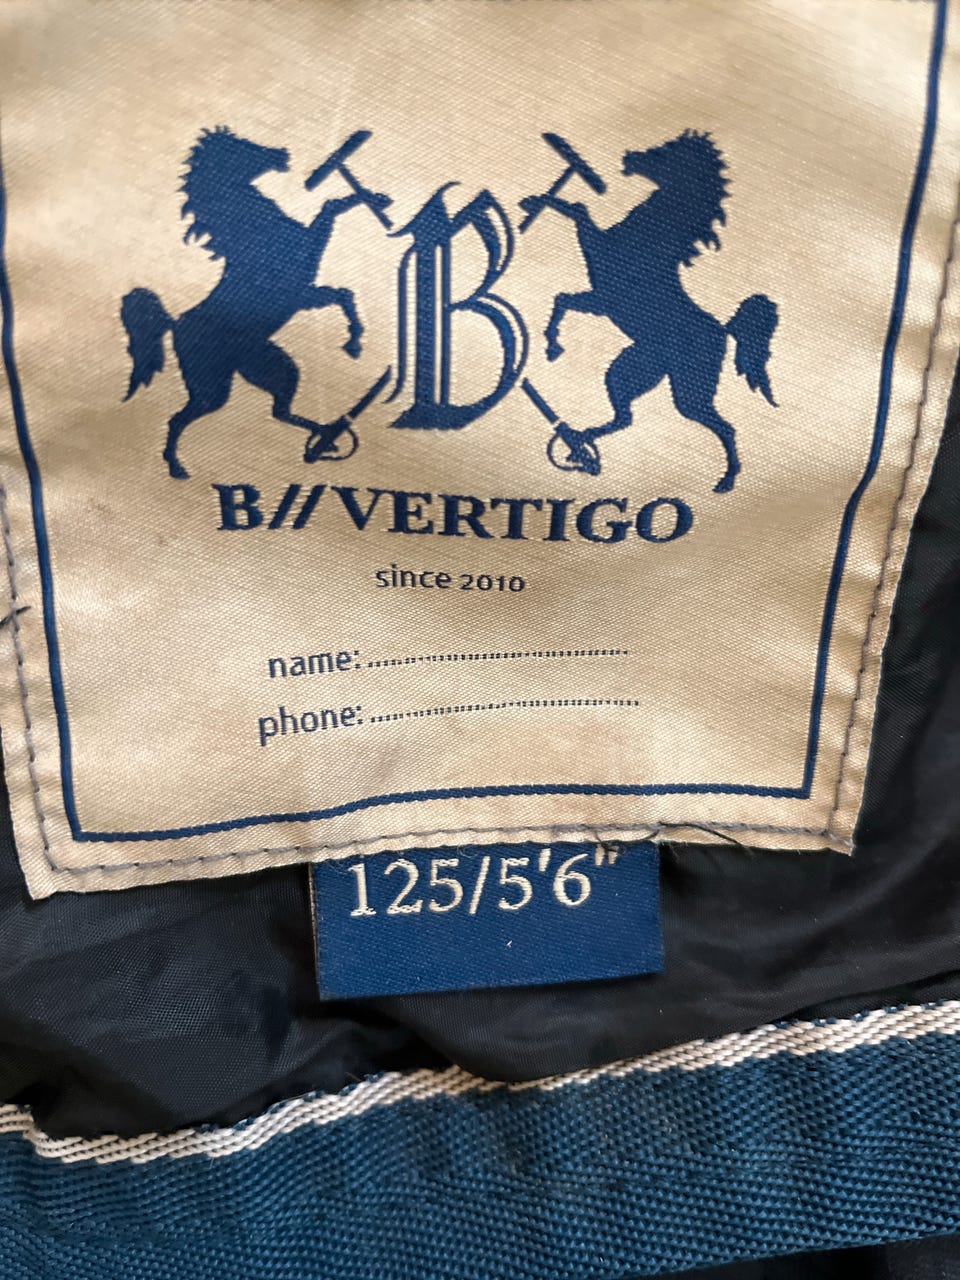 B
B//VERTIGO
since 2010
name:................................
phone:................................
125/5'6"